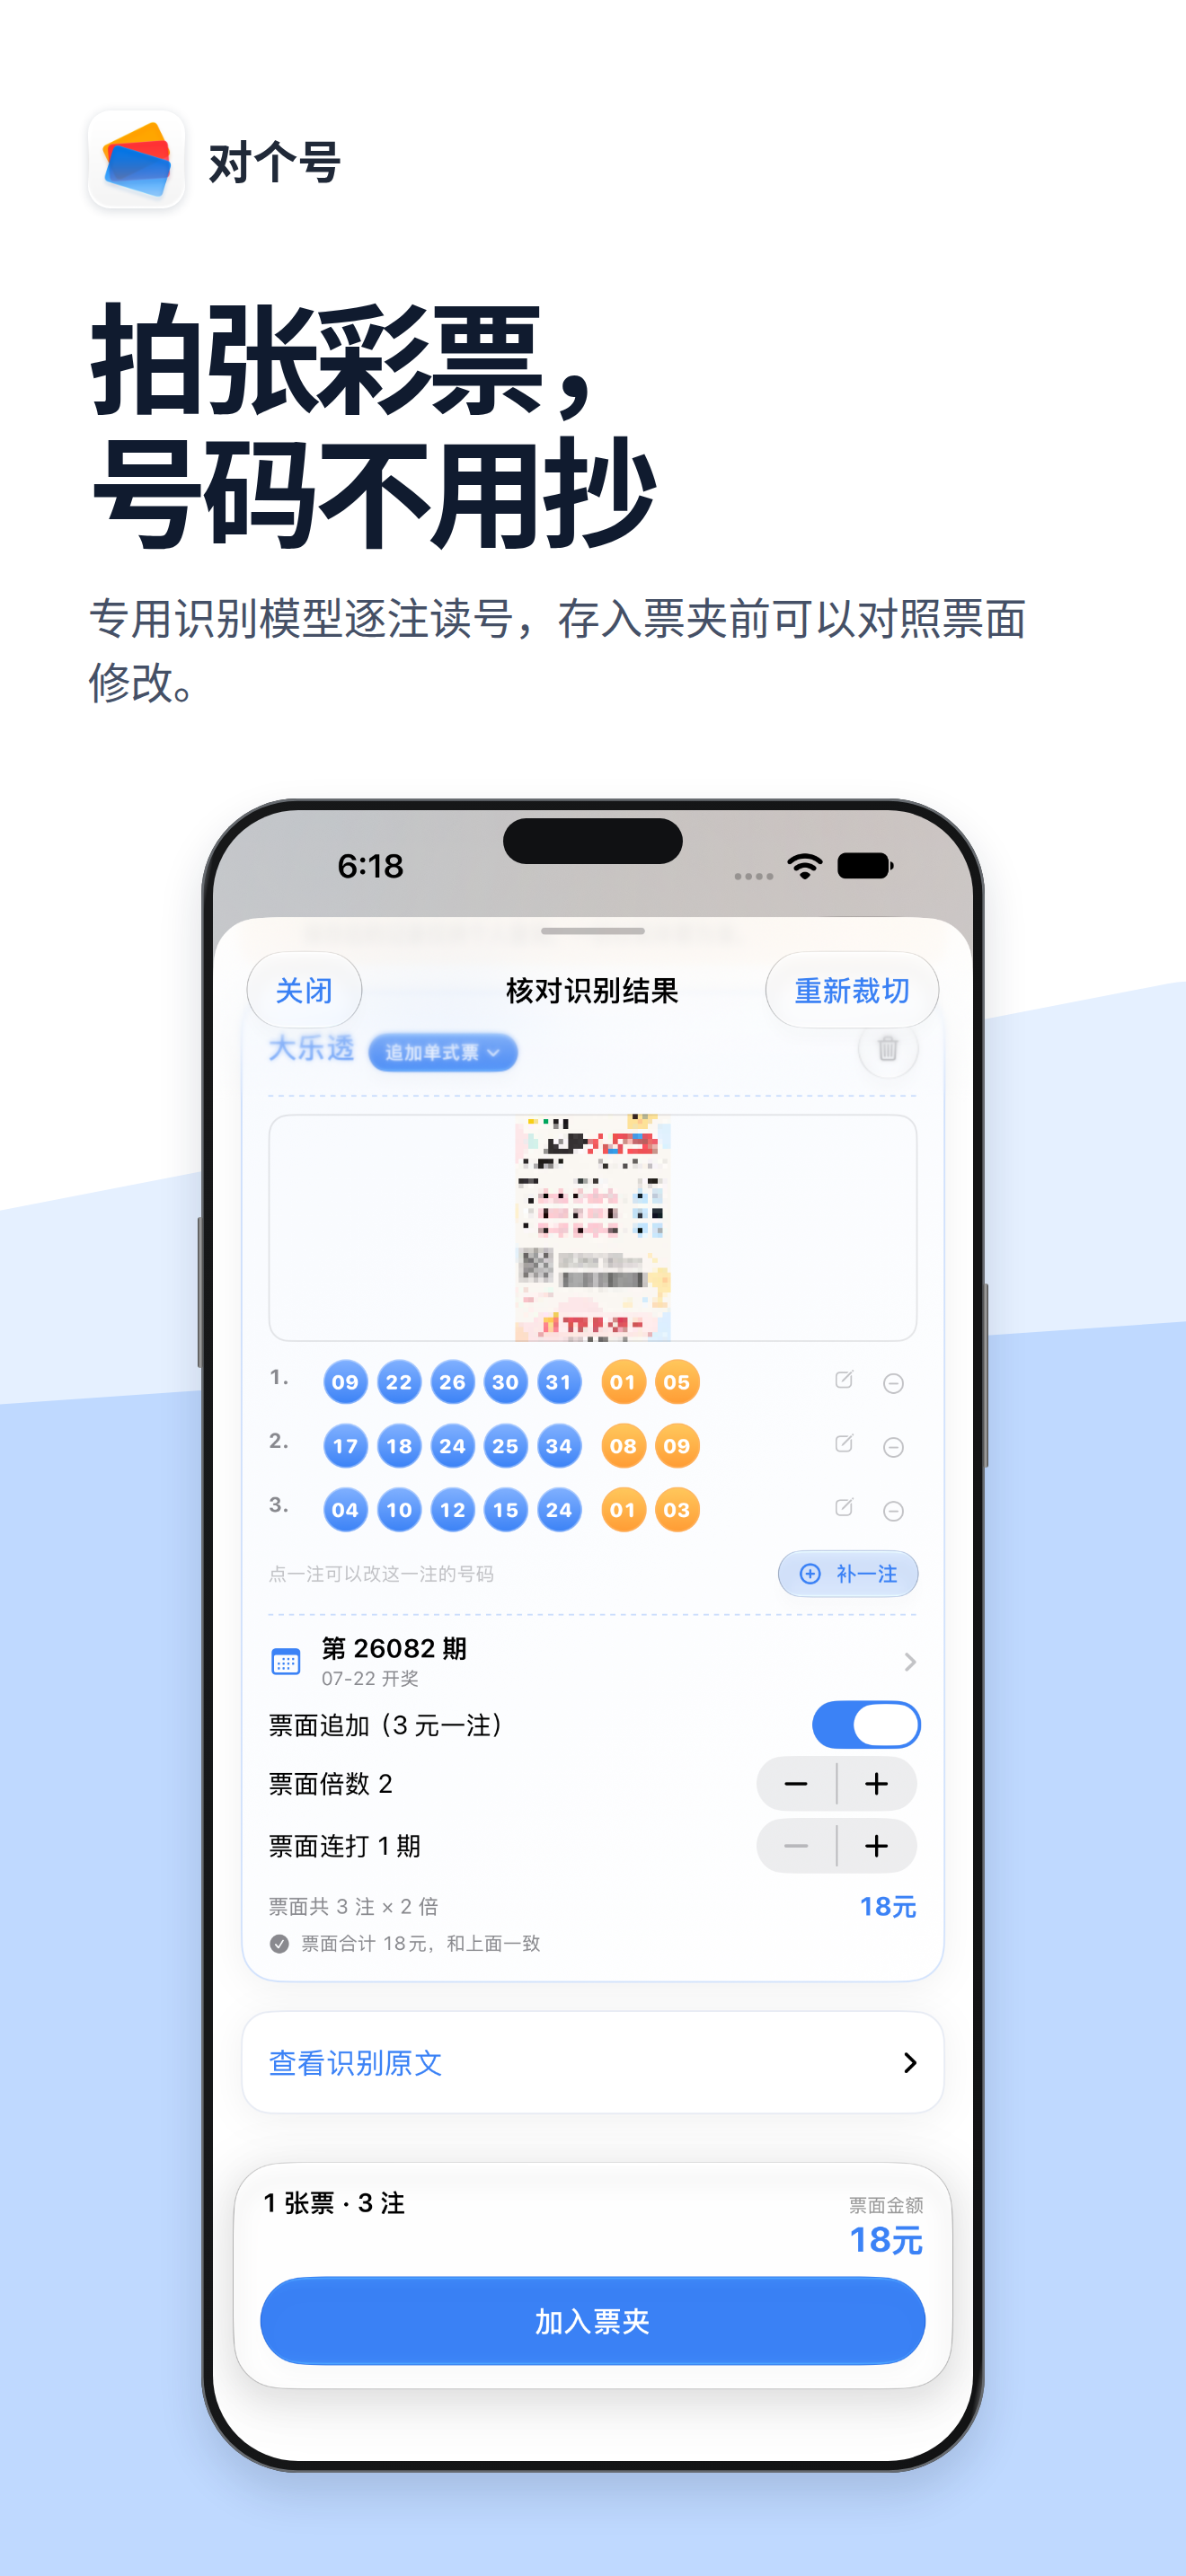 对个号
拍张彩票，
号码不用抄
专用识别模型逐注读号，存入票夹前可以对照票面
修改。
6:18
关闭
核对识别结果
重新裁切
大乐透 追加单式票
1. 09 22 26 30 31 01 05
2. 17 18 24 25 34 08 09
3. 04 10 12 15 24 01 03
点一注可以改这一注的号码
补一注
第 26082 期
07-22 开奖
票面追加（3 元一注）
票面倍数 2
票面连打 1 期
票面共 3 注 × 2 倍
18元
票面合计 18元，和上面一致
查看识别原文
1 张票 · 3 注
票面金额
18元
加入票夹